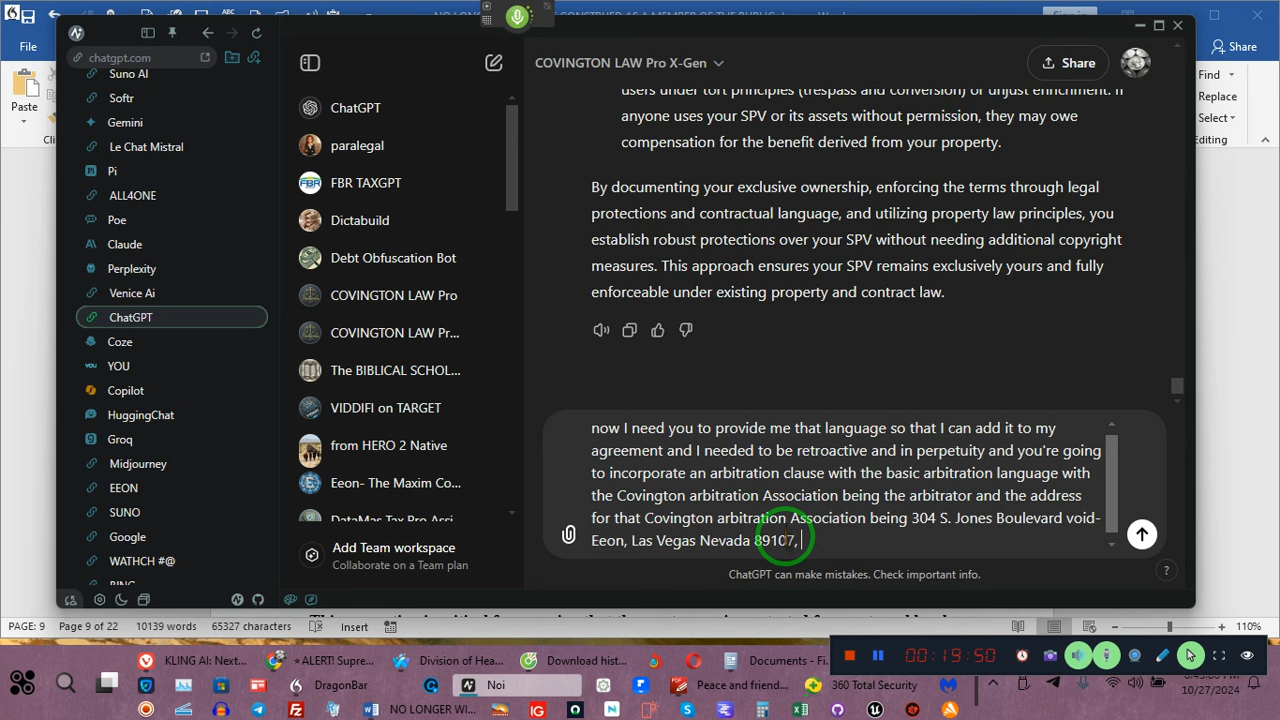 File
Share
Paste
Find
Replace
Select
Editing
chatgpt.com
Suno AI
Softr
Gemini
Le Chat Mistral
Pi
ALL4ONE
Poe
Claude
Perplexity
Venice Ai
ChatGPT
Coze
YOU
Copilot
HuggingChat
Groq
Midjourney
EEON
SUNO
Google
WATHCH #@
BING
ChatGPT
paralegal
FBR TAXGPT
Dictabuild
Debt Obfuscation Bot
COVINGTON LAW Pro
COVINGTON LAW Pr...
The BIBLICAL SCHOL...
VIDDIFI on TARGET
from HERO 2 Native
Eeon- The Maxim Co...
DataMas Tax Pro Assi
Add Team workspace
Collaborate on a Team plan
COVINGTON LAW Pro X-Gen
Share
users under tort principles (trespass and conversion) or unjust enrichment. If
anyone uses your SPV or its assets without permission, they may owe
compensation for the benefit derived from your property.
By documenting your exclusive ownership, enforcing the terms through legal
protections and contractual language, and utilizing property law principles, you
establish robust protections over your SPV without needing additional copyright
measures. This approach ensures your SPV remains exclusively yours and fully
enforceable under existing property and contract law.
now I need you to provide me that language so that I can add it to my
agreement and I needed to be retroactive and in perpetuity and you're going
to incorporate an arbitration clause with the basic arbitration language with
the Covington arbitration Association being the arbitrator and the address
for that Covington arbitration Association being 304 S. Jones Boulevard void-
Eeon, Las Vegas Nevada 89107,
ChatGPT can make mistakes. Check important info.
?
PAGE: 9 Page 9 of 22 10139 words 65327 characters Insert 110%
00:19:50
KLING AI: Next...
*ALERT! Supre...
Division of Hea...
Download hist...
Documents - Fi...
DragonBar
Noi
Peace and friend...
360 Total Security
NO LONGER WI...
10/27/2024